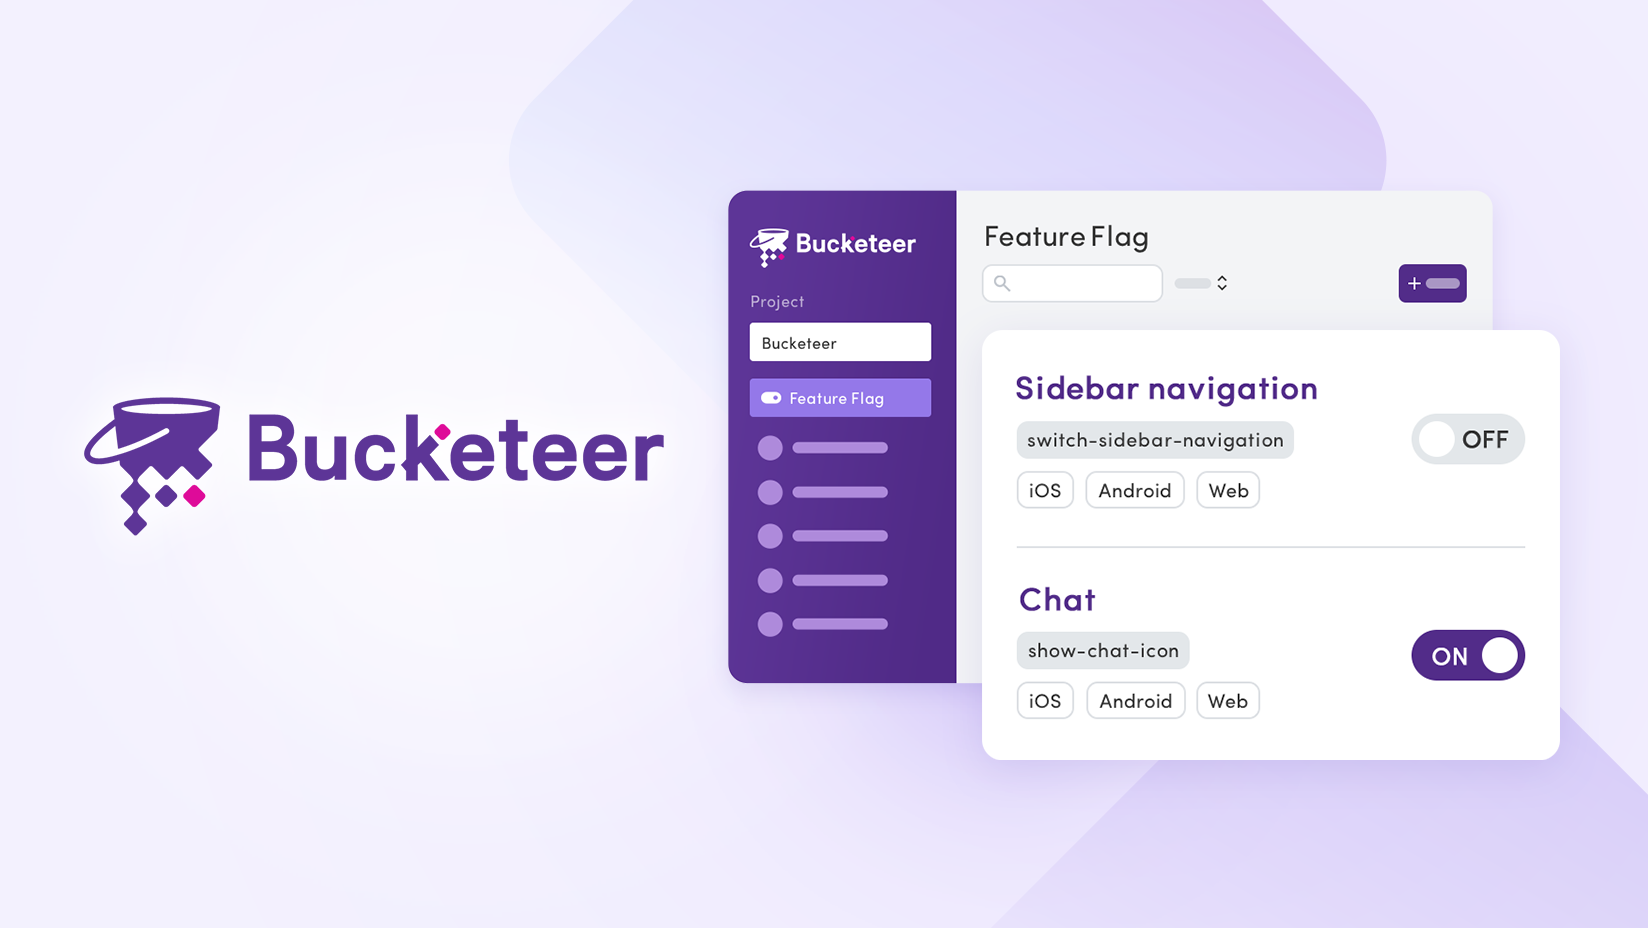 Bucketeer
Bucketeer
Project
Bucketeer
Feature Flag
Feature Flag
Sidebar navigation
switch-sidebar-navigation
OFF
iOS
Android
Web
Chat
show-chat-icon
ON
iOS
Android
Web